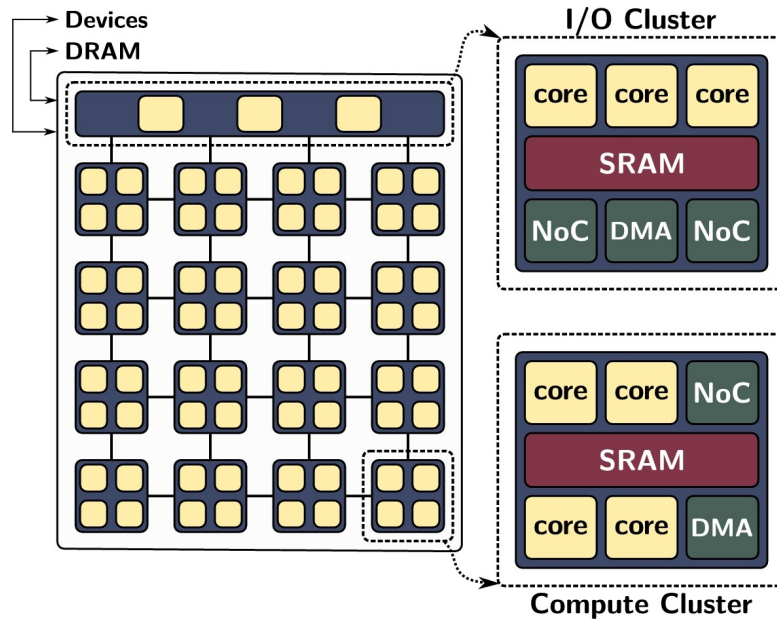 Devices
DRAM
I/O Cluster
core core core
SRAM
NoC DMA NoC
core core NoC
SRAM
core core DMA
Compute Cluster